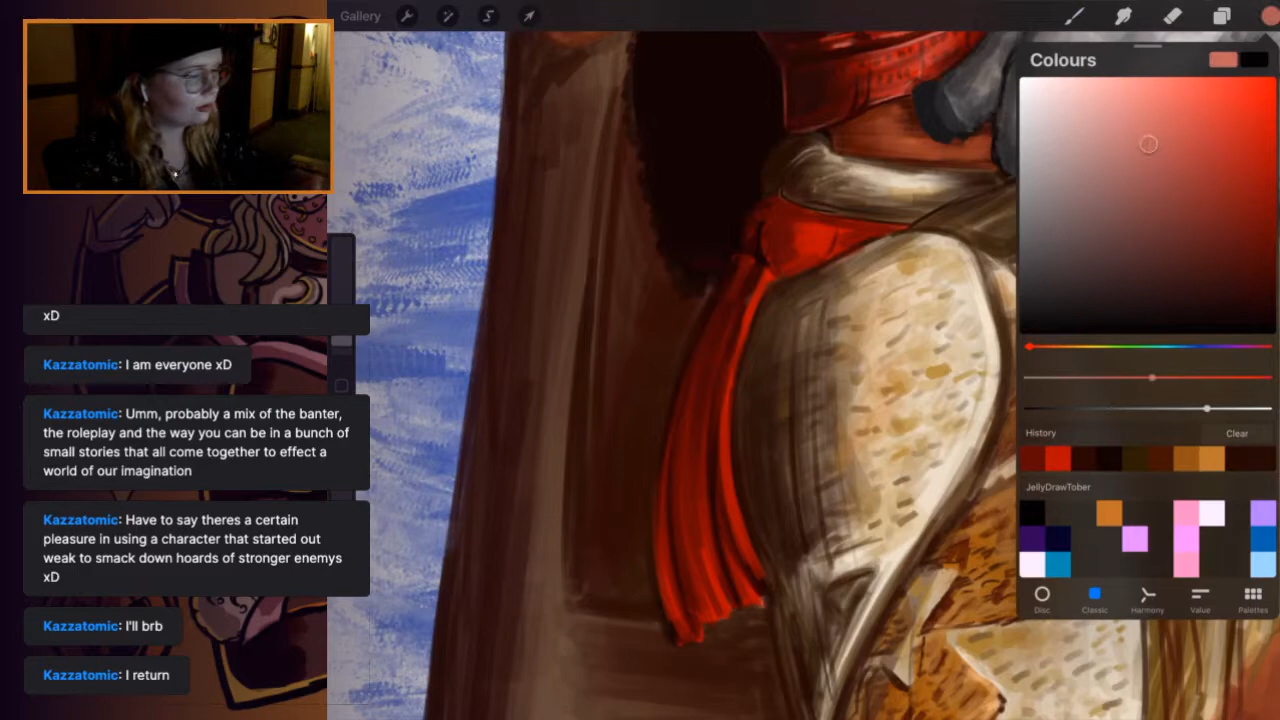 Gallery
Colours
xD
Kazzatomic: I am everyone xD
Kazzatomic: Umm, probably a mix of the banter,
the roleplay and the way you can be in a bunch of
small stories that all come together to effect a
world of our imagination
Kazzatomic: Have to say theres a certain
pleasure in using a character that started out
weak to smack down hoards of stronger enemys
xD
Kazzatomic: I'll brb
Kazzatomic: I return
History
Clear
JellyDrawTober
Disc
Classic
Harmony
Value
Palettes